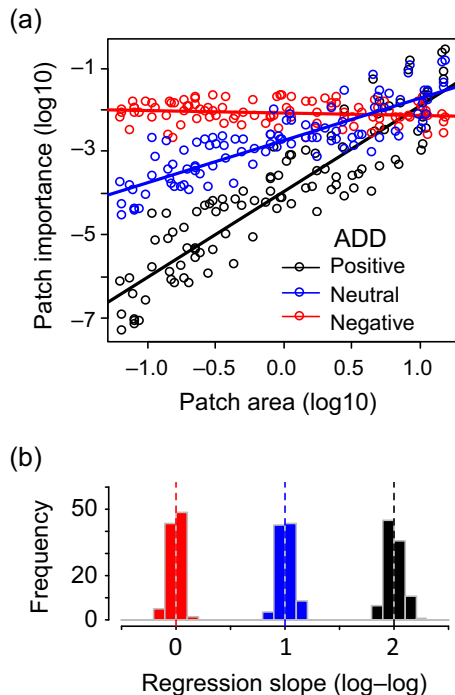 (a)
Patch importance (log10)
−1
−3
−5
−7
ADD
Positive
Neutral
Negative
−1.0 −0.5 0.0 0.5 1.0
Patch area (log10)
(b)
Frequency
50
20
0
0 1 2
Regression slope (log–log)